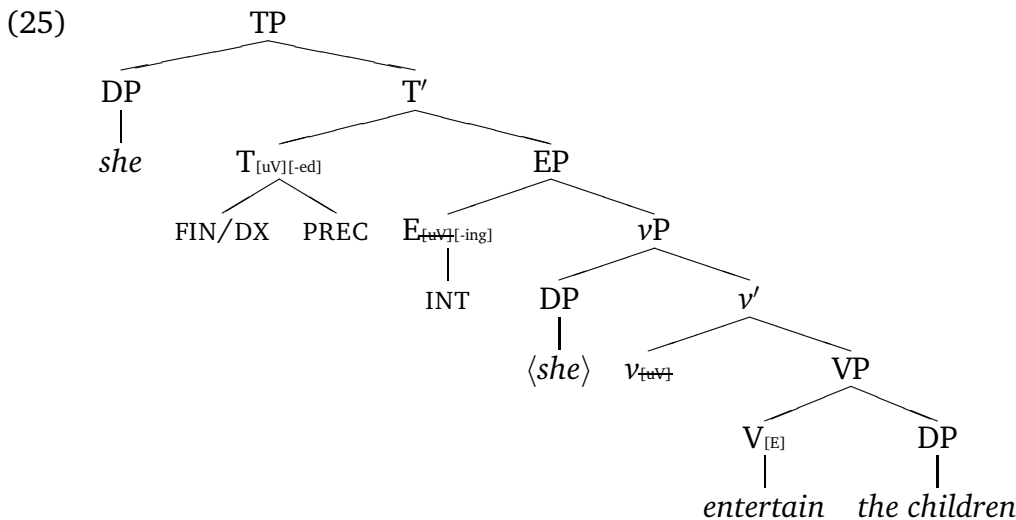 (25) TP
DP T′
she T[uV][-ed] EP
FIN/DX PREC E[uV][-ing] vP
INT DP v′
⟨she⟩ v[uV] VP
V[E] DP
entertain the children